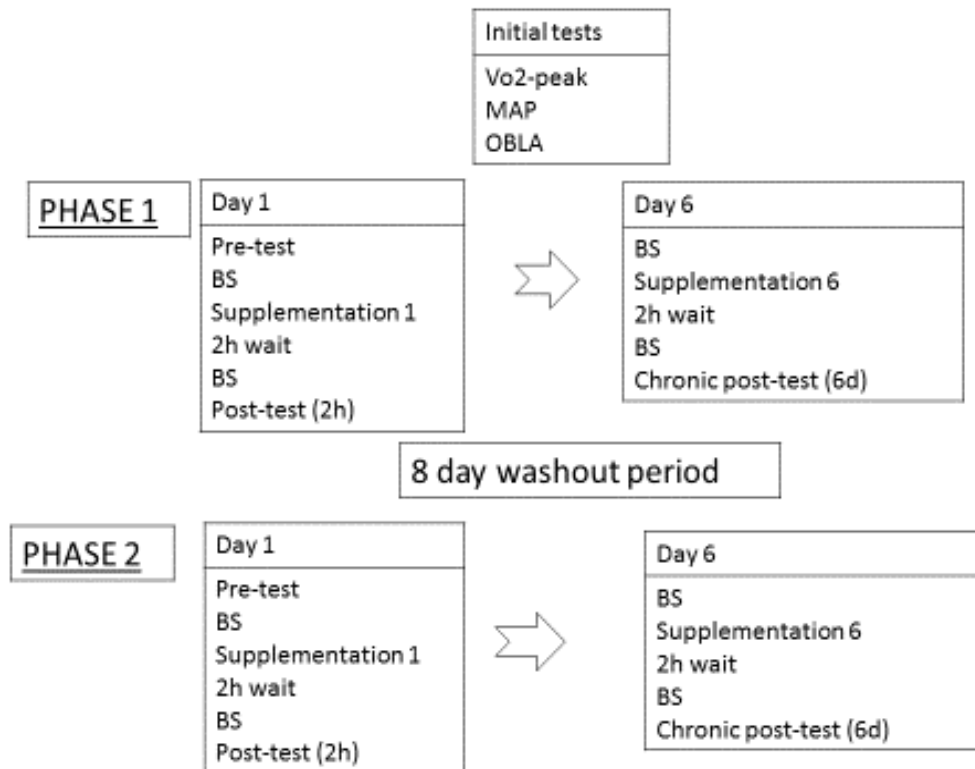 Initial tests
Vo2-peak
MAP
OBLA
PHASE 1
Day 1
Pre-test
BS
Supplementation 1
2h wait
BS
Post-test (2h)
Day 6
BS
Supplementation 6
2h wait
BS
Chronic post-test (6d)
8 day washout period
PHASE 2
Day 1
Pre-test
BS
Supplementation 1
2h wait
BS
Post-test (2h)
Day 6
BS
Supplementation 6
2h wait
BS
Chronic post-test (6d)